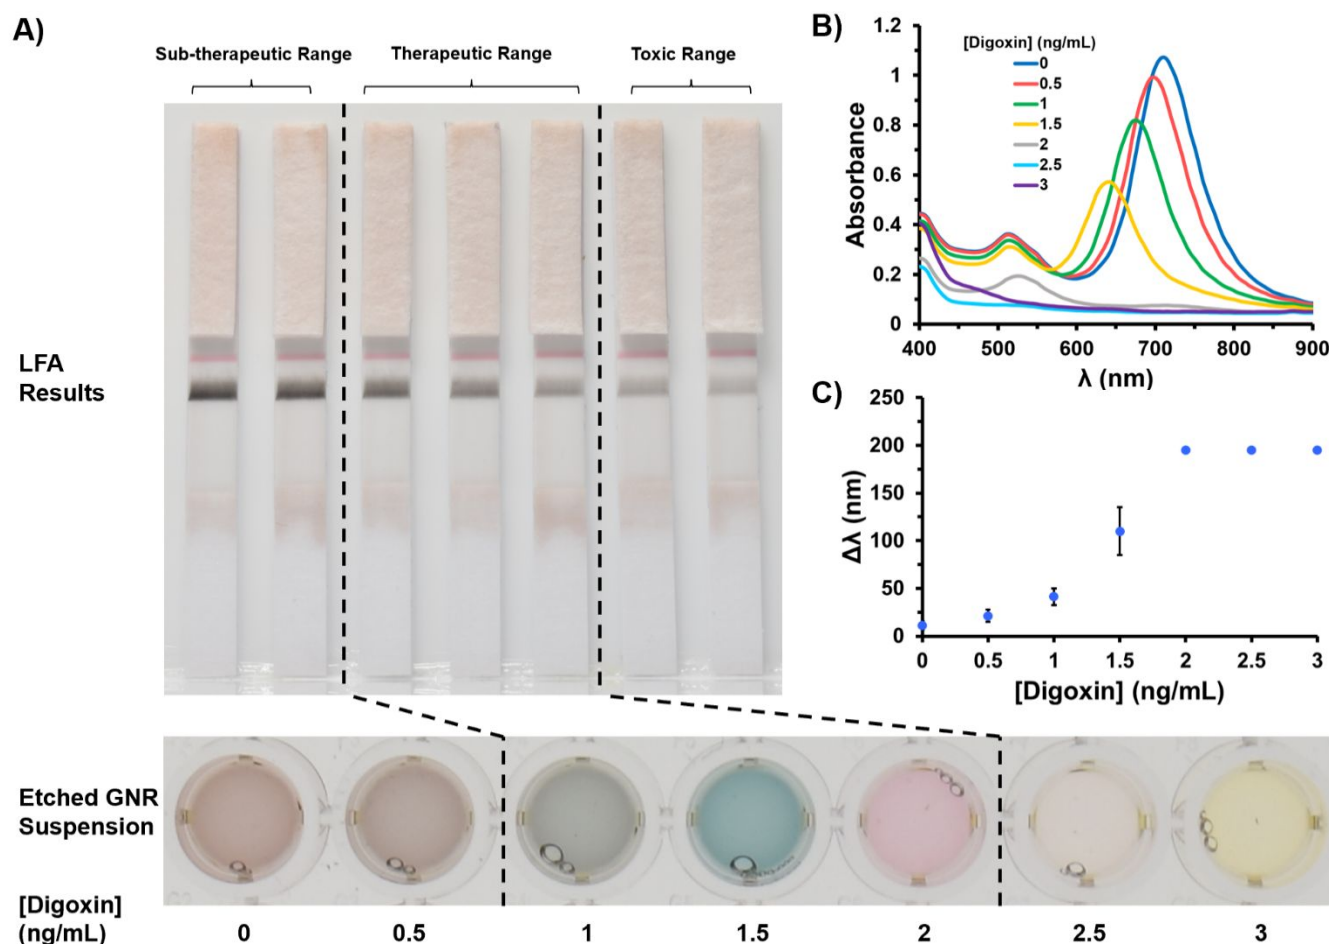 A)
Sub-therapeutic Range
Therapeutic Range
Toxic Range
LFA
Results
Etched GNR
Suspension
[Digoxin]
(ng/mL)
0
0.5
1
1.5
2
2.5
3
B)
1.2
1
0.8
0.6
0.4
0.2
0
Absorbance
[Digoxin] (ng/mL)
0
0.5
1
1.5
2
2.5
3
400
500
600
700
800
900
λ (nm)
C)
250
200
150
100
50
0
Δλ (nm)
0
0.5
1
1.5
2
2.5
3
[Digoxin] (ng/mL)